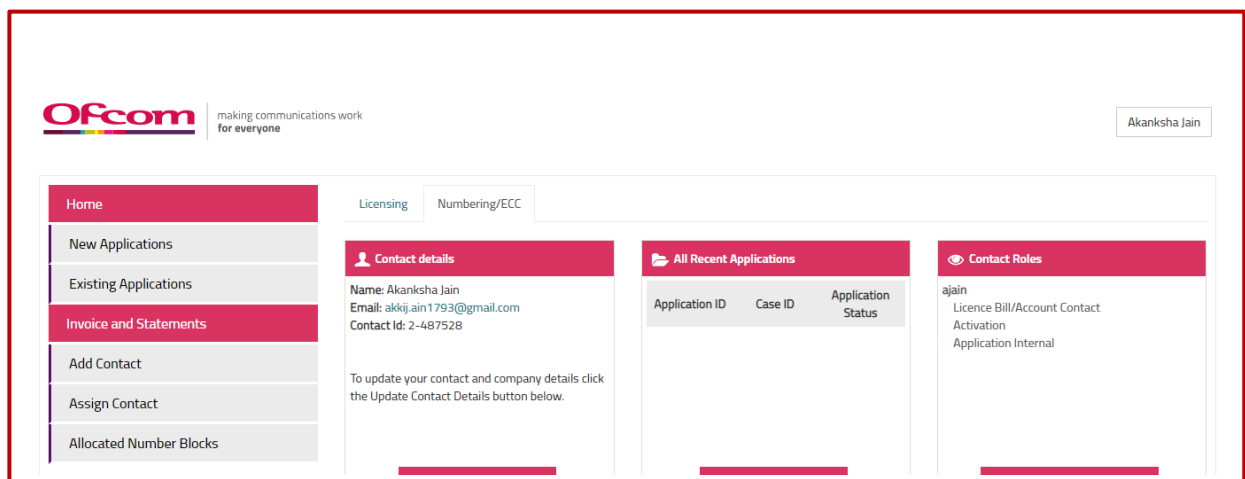 Ofcom
making communications work
for everyone
Akanksha Jain
Home
New Applications
Existing Applications
Invoice and Statements
Add Contact
Assign Contact
Allocated Number Blocks
Licensing
Numbering/ECC
Contact details
Name: Akanksha Jain
Email: akkij.ain1793@gmail.com
Contact Id: 2-487528
To update your contact and company details click
the Update Contact Details button below.
All Recent Applications
Application ID
Case ID
Application
Status
Contact Roles
ajain
Licence Bill/Account Contact
Activation
Application Internal